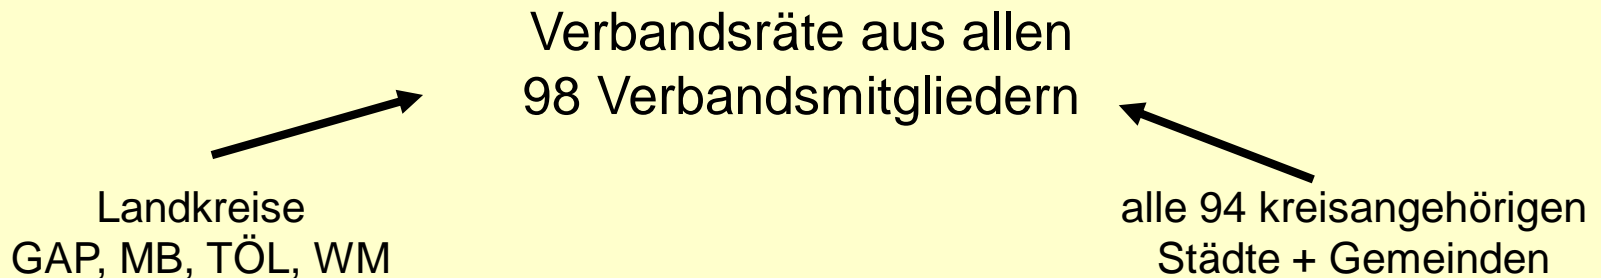 Verbandsräte aus allen
98 Verbandsmitgliedern
Landkreise
GAP, MB, TÖL, WM
alle 94 kreisangehörigen
Städte + Gemeinden